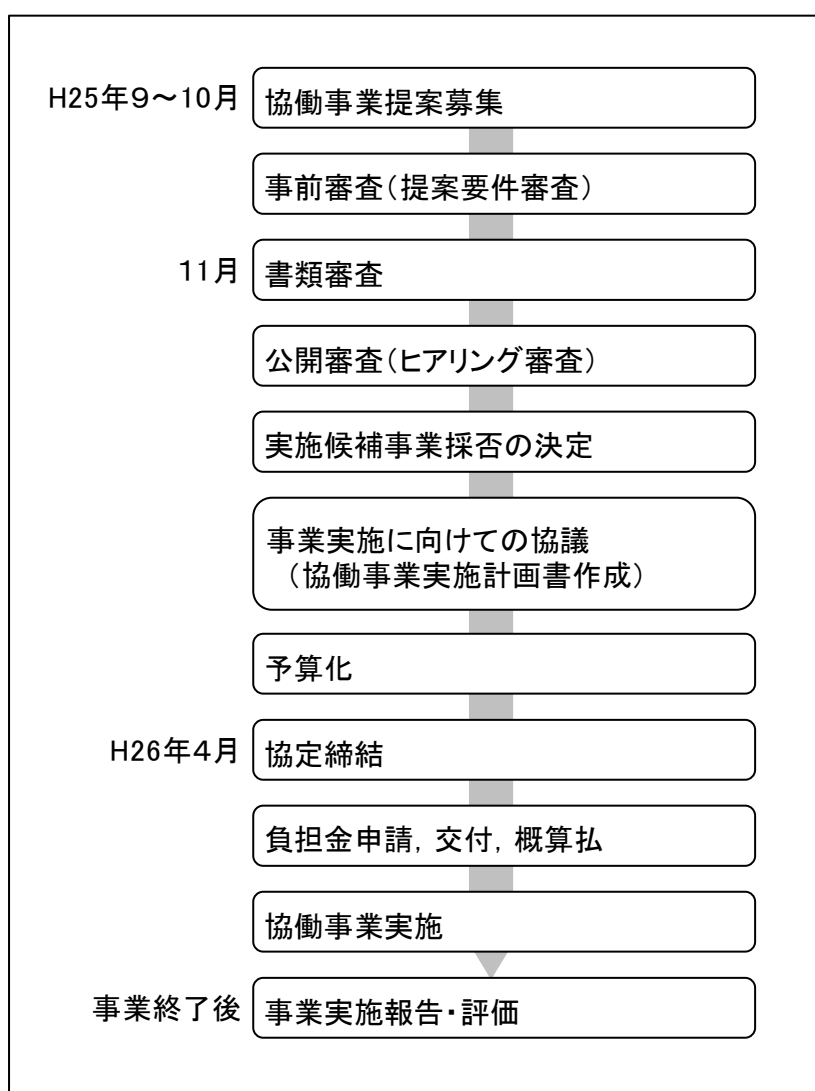 H25年９～10月 協働事業提案募集
事前審査（提案要件審査）
11月 書類審査
公開審査（ヒアリング審査）
実施候補事業採否の決定
事業実施に向けての協議
（協働事業実施計画書作成）
予算化
H26年４月 協定締結
負担金申請，交付，概算払
協働事業実施
事業終了後 事業実施報告・評価